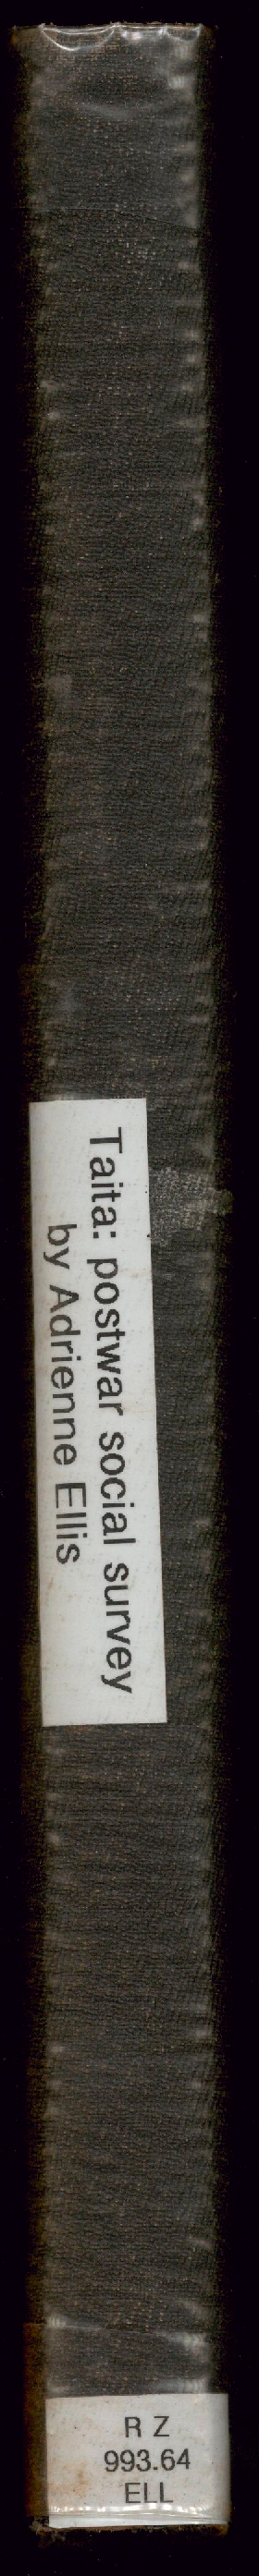 Taita: postwar social survey
by Adrienne Ellis
R Z
993.64
ELL